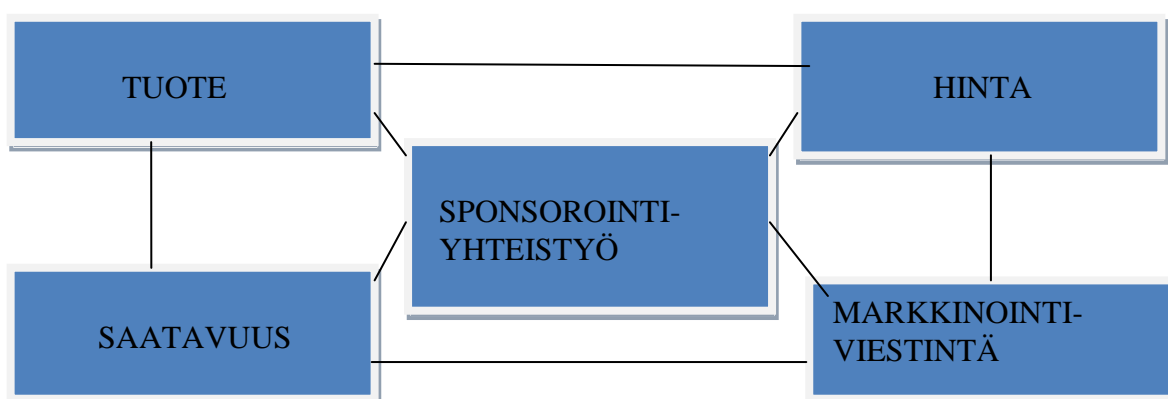 TUOTE
HINTA
SPONSOROINTI-
YHTEISTYÖ
SAATAVUUS
MARKKINOINTI-
VIESTINTÄ